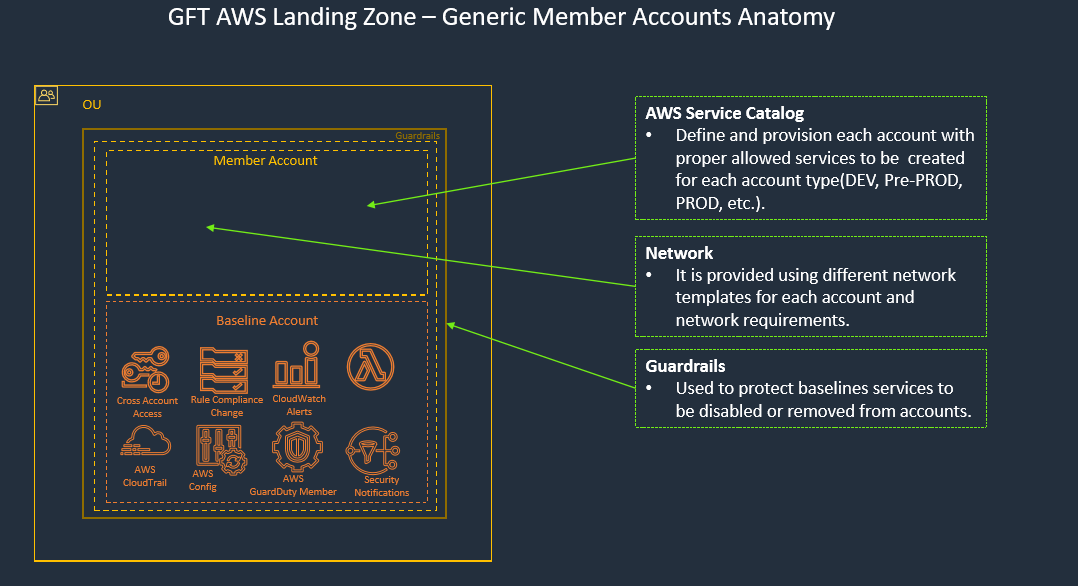 GFT AWS Landing Zone – Generic Member Accounts Anatomy
OU
Guardrails
Member Account
Baseline Account
Cross Account
Access
Rule Compliance
Change
CloudWatch
Alerts
AWS
CloudTrail
AWS
Config
AWS
GuardDuty Member
Security
Notifications
AWS Service Catalog
• Define and provision each account with
proper allowed services to be created
for each account type(DEV, Pre-PROD,
PROD, etc.).
Network
• It is provided using different network
templates for each account and
network requirements.
Guardrails
• Used to protect baselines services to
be disabled or removed from accounts.